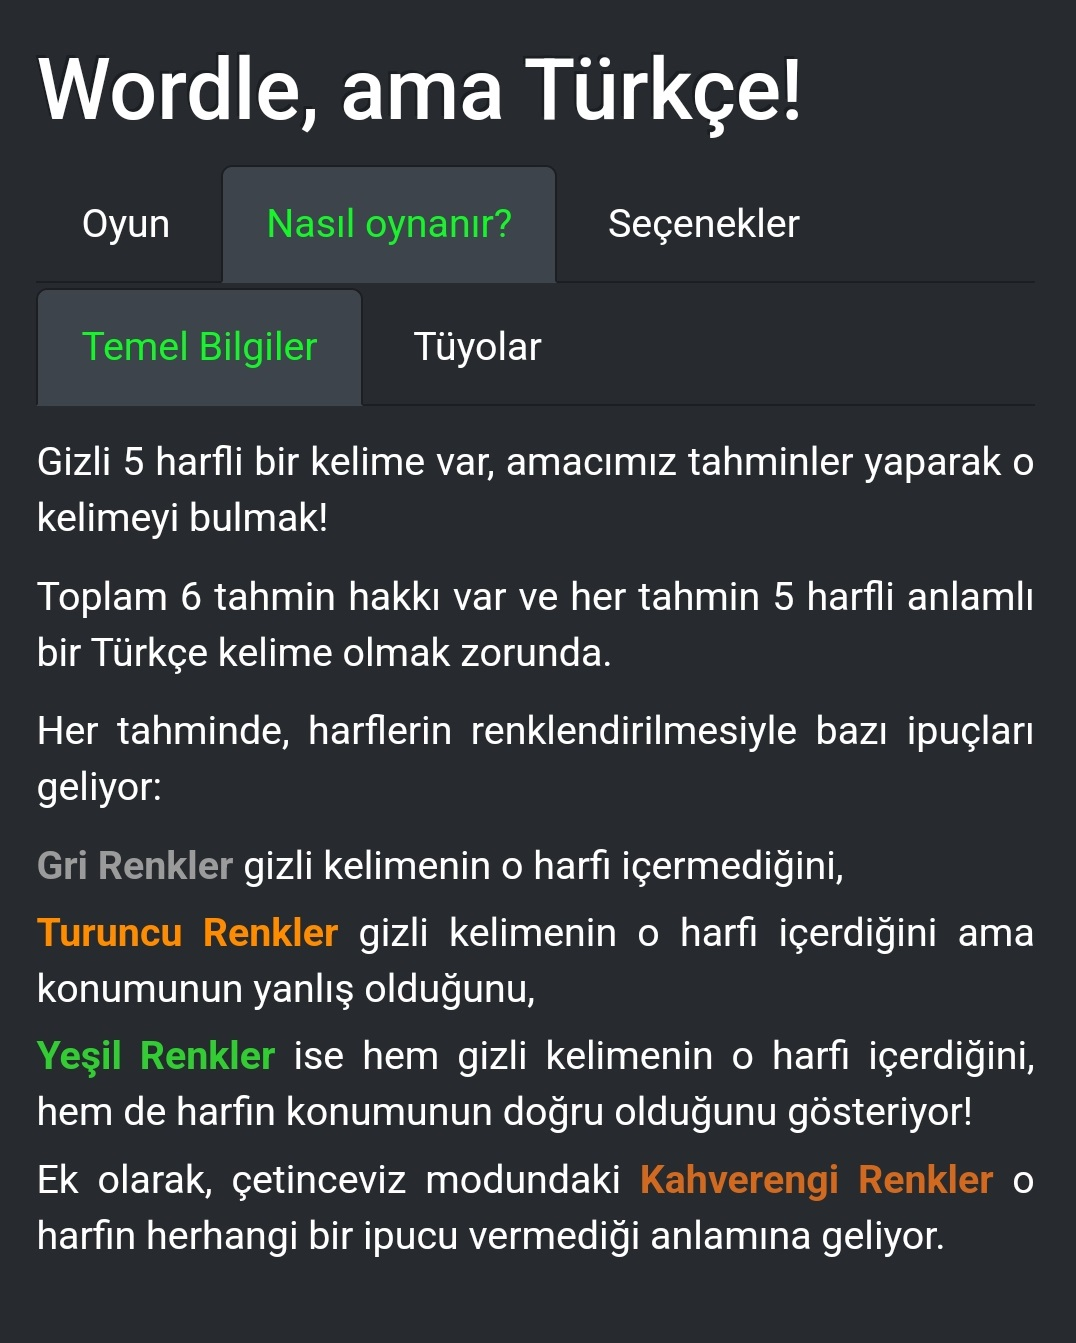 Wordle, ama Türkçe!
Oyun Nasıl oynanır? Seçenekler
Temel Bilgiler Tüyolar
Gizli 5 harfli bir kelime var, amacımız tahminler yaparak o
kelimeyi bulmak!
Toplam 6 tahmin hakkı var ve her tahmin 5 harfli anlamlı
bir Türkçe kelime olmak zorunda.
Her tahminde, harflerin renklendirilmesiyle bazı ipuçları
geliyor:
Gri Renkler gizli kelimenin o harfi içermediğini,
Turuncu Renkler gizli kelimenin o harfi içerdiğini ama
konumunun yanlış olduğunu,
Yeşil Renkler ise hem gizli kelimenin o harfi içerdiğini,
hem de harfin konumunun doğru olduğunu gösteriyor!
Ek olarak, çetinceviz modundaki Kahverengi Renkler o
harfin herhangi bir ipucu vermediği anlamına geliyor.